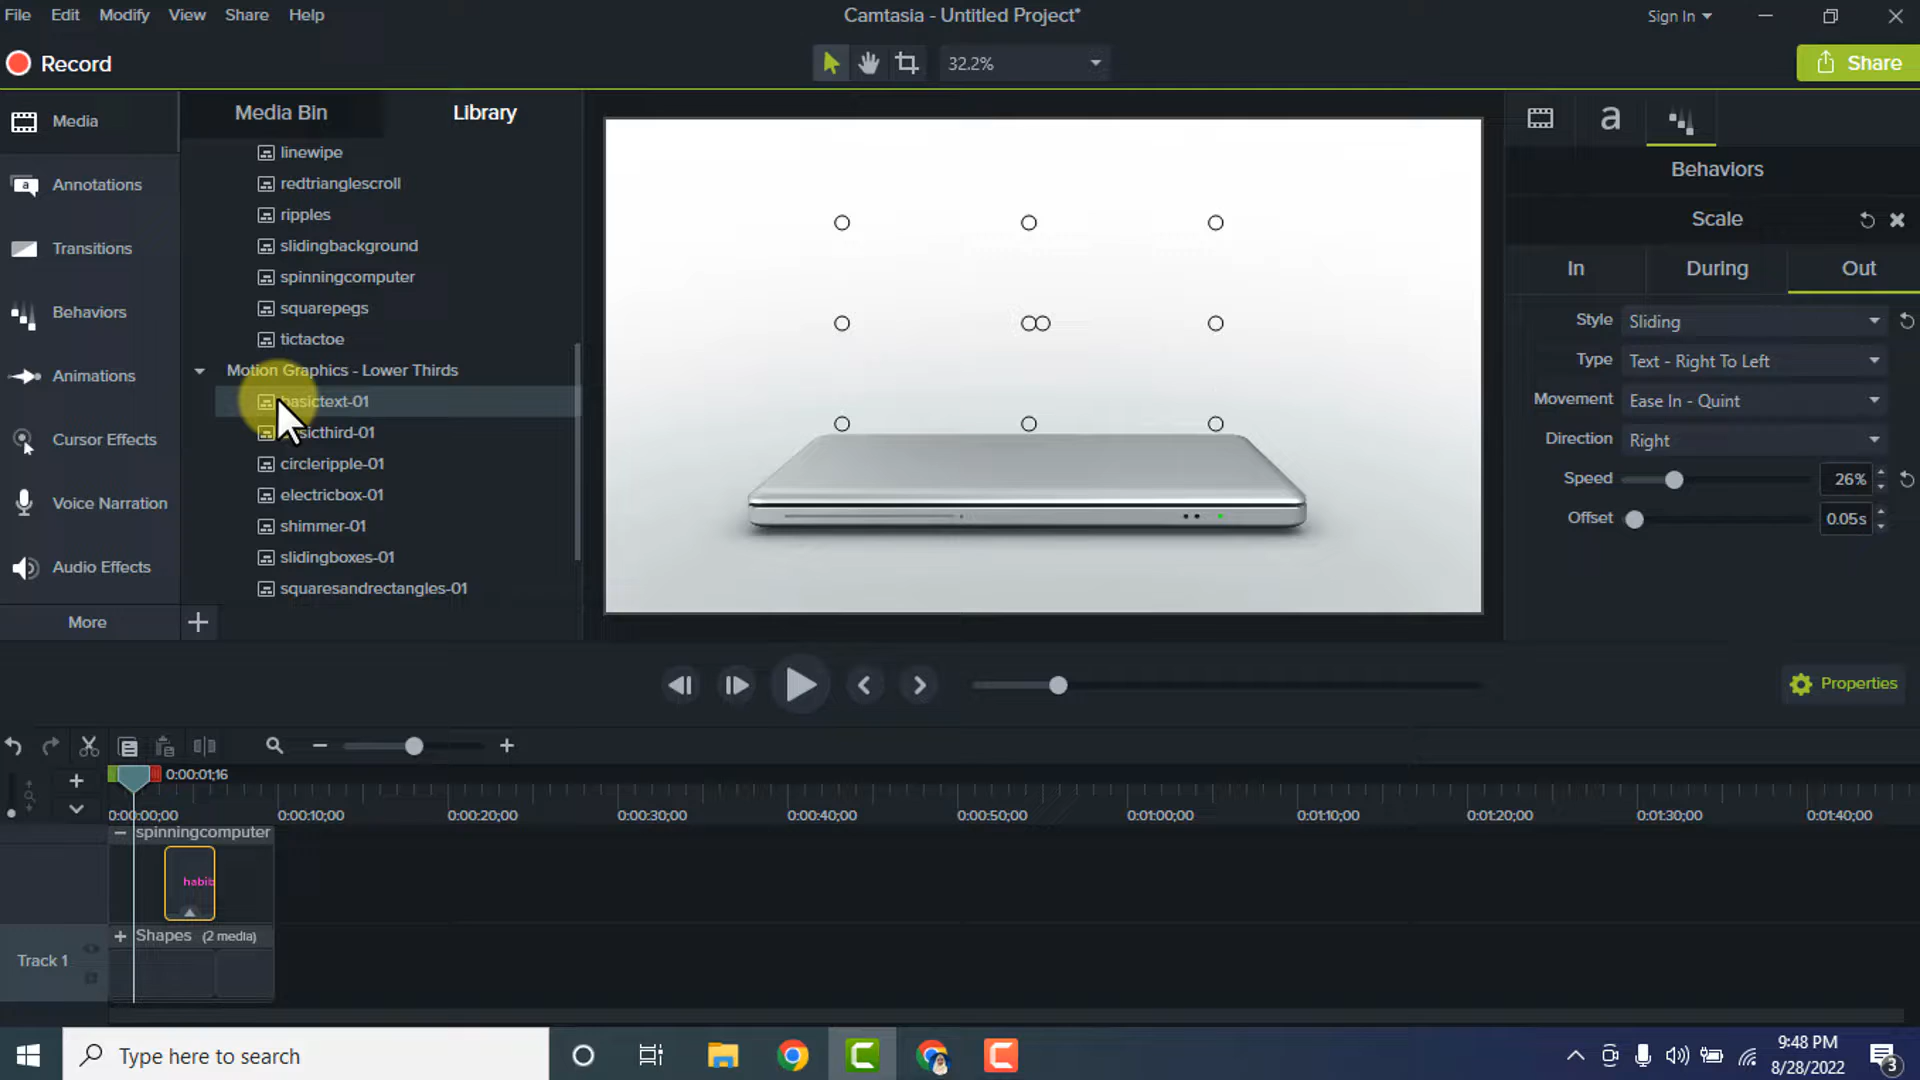 File Edit Modify View Share Help
Camtasia - Untitled Project*
Sign In
Record
32.2%
Share
Media
Annotations
Transitions
Behaviors
Animations
Cursor Effects
Voice Narration
Audio Effects
More
Media Bin Library
linewipe
redtrianglescroll
ripples
slidingbackground
spinningcomputer
squarepegs
tictactoe
Motion Graphics - Lower Thirds
basictext-01
basicthird-01
circleripple-01
electricbox-01
shimmer-01
slidingboxes-01
squaresandrectangles-01
a
Behaviors
Scale
In During Out
Style Sliding
Type Text - Right To Left
Movement Ease In - Quint
Direction Right
Speed 26%
Offset 0.05s
Properties
0:00:01;16
0:00:00;00 0:00:10;00 0:00:20;00 0:00:30;00 0:00:40;00 0:00:50;00 0:01:00;00 0:01:10;00 0:01:20;00 0:01:30;00 0:01:40;00
spinningcomputer
habib
Shapes (2 media)
Track 1
Type here to search
9:48 PM
8/28/2022
3